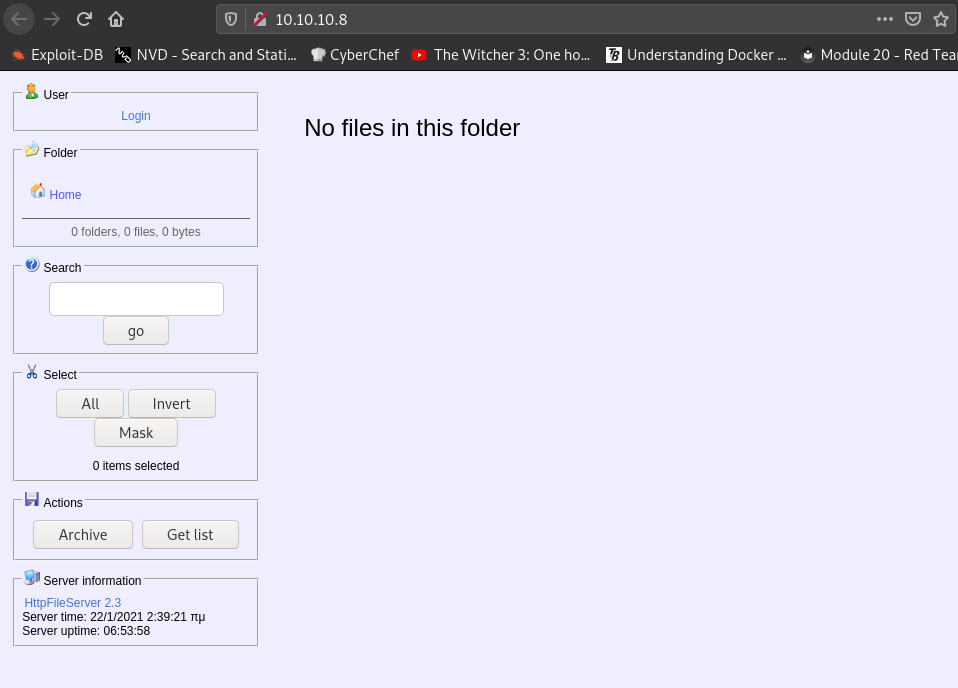 10.10.10.8
Exploit-DB
NVD - Search and Stati...
CyberChef
The Witcher 3: One ho...
Understanding Docker ...
Module 20 - Red Tea
User
Login
Folder
Home
0 folders, 0 files, 0 bytes
Search
go
Select
All
Invert
Mask
0 items selected
Actions
Archive
Get list
Server information
HttpFileServer 2.3
Server time: 22/1/2021 2:39:21 πμ
Server uptime: 06:53:58
No files in this folder